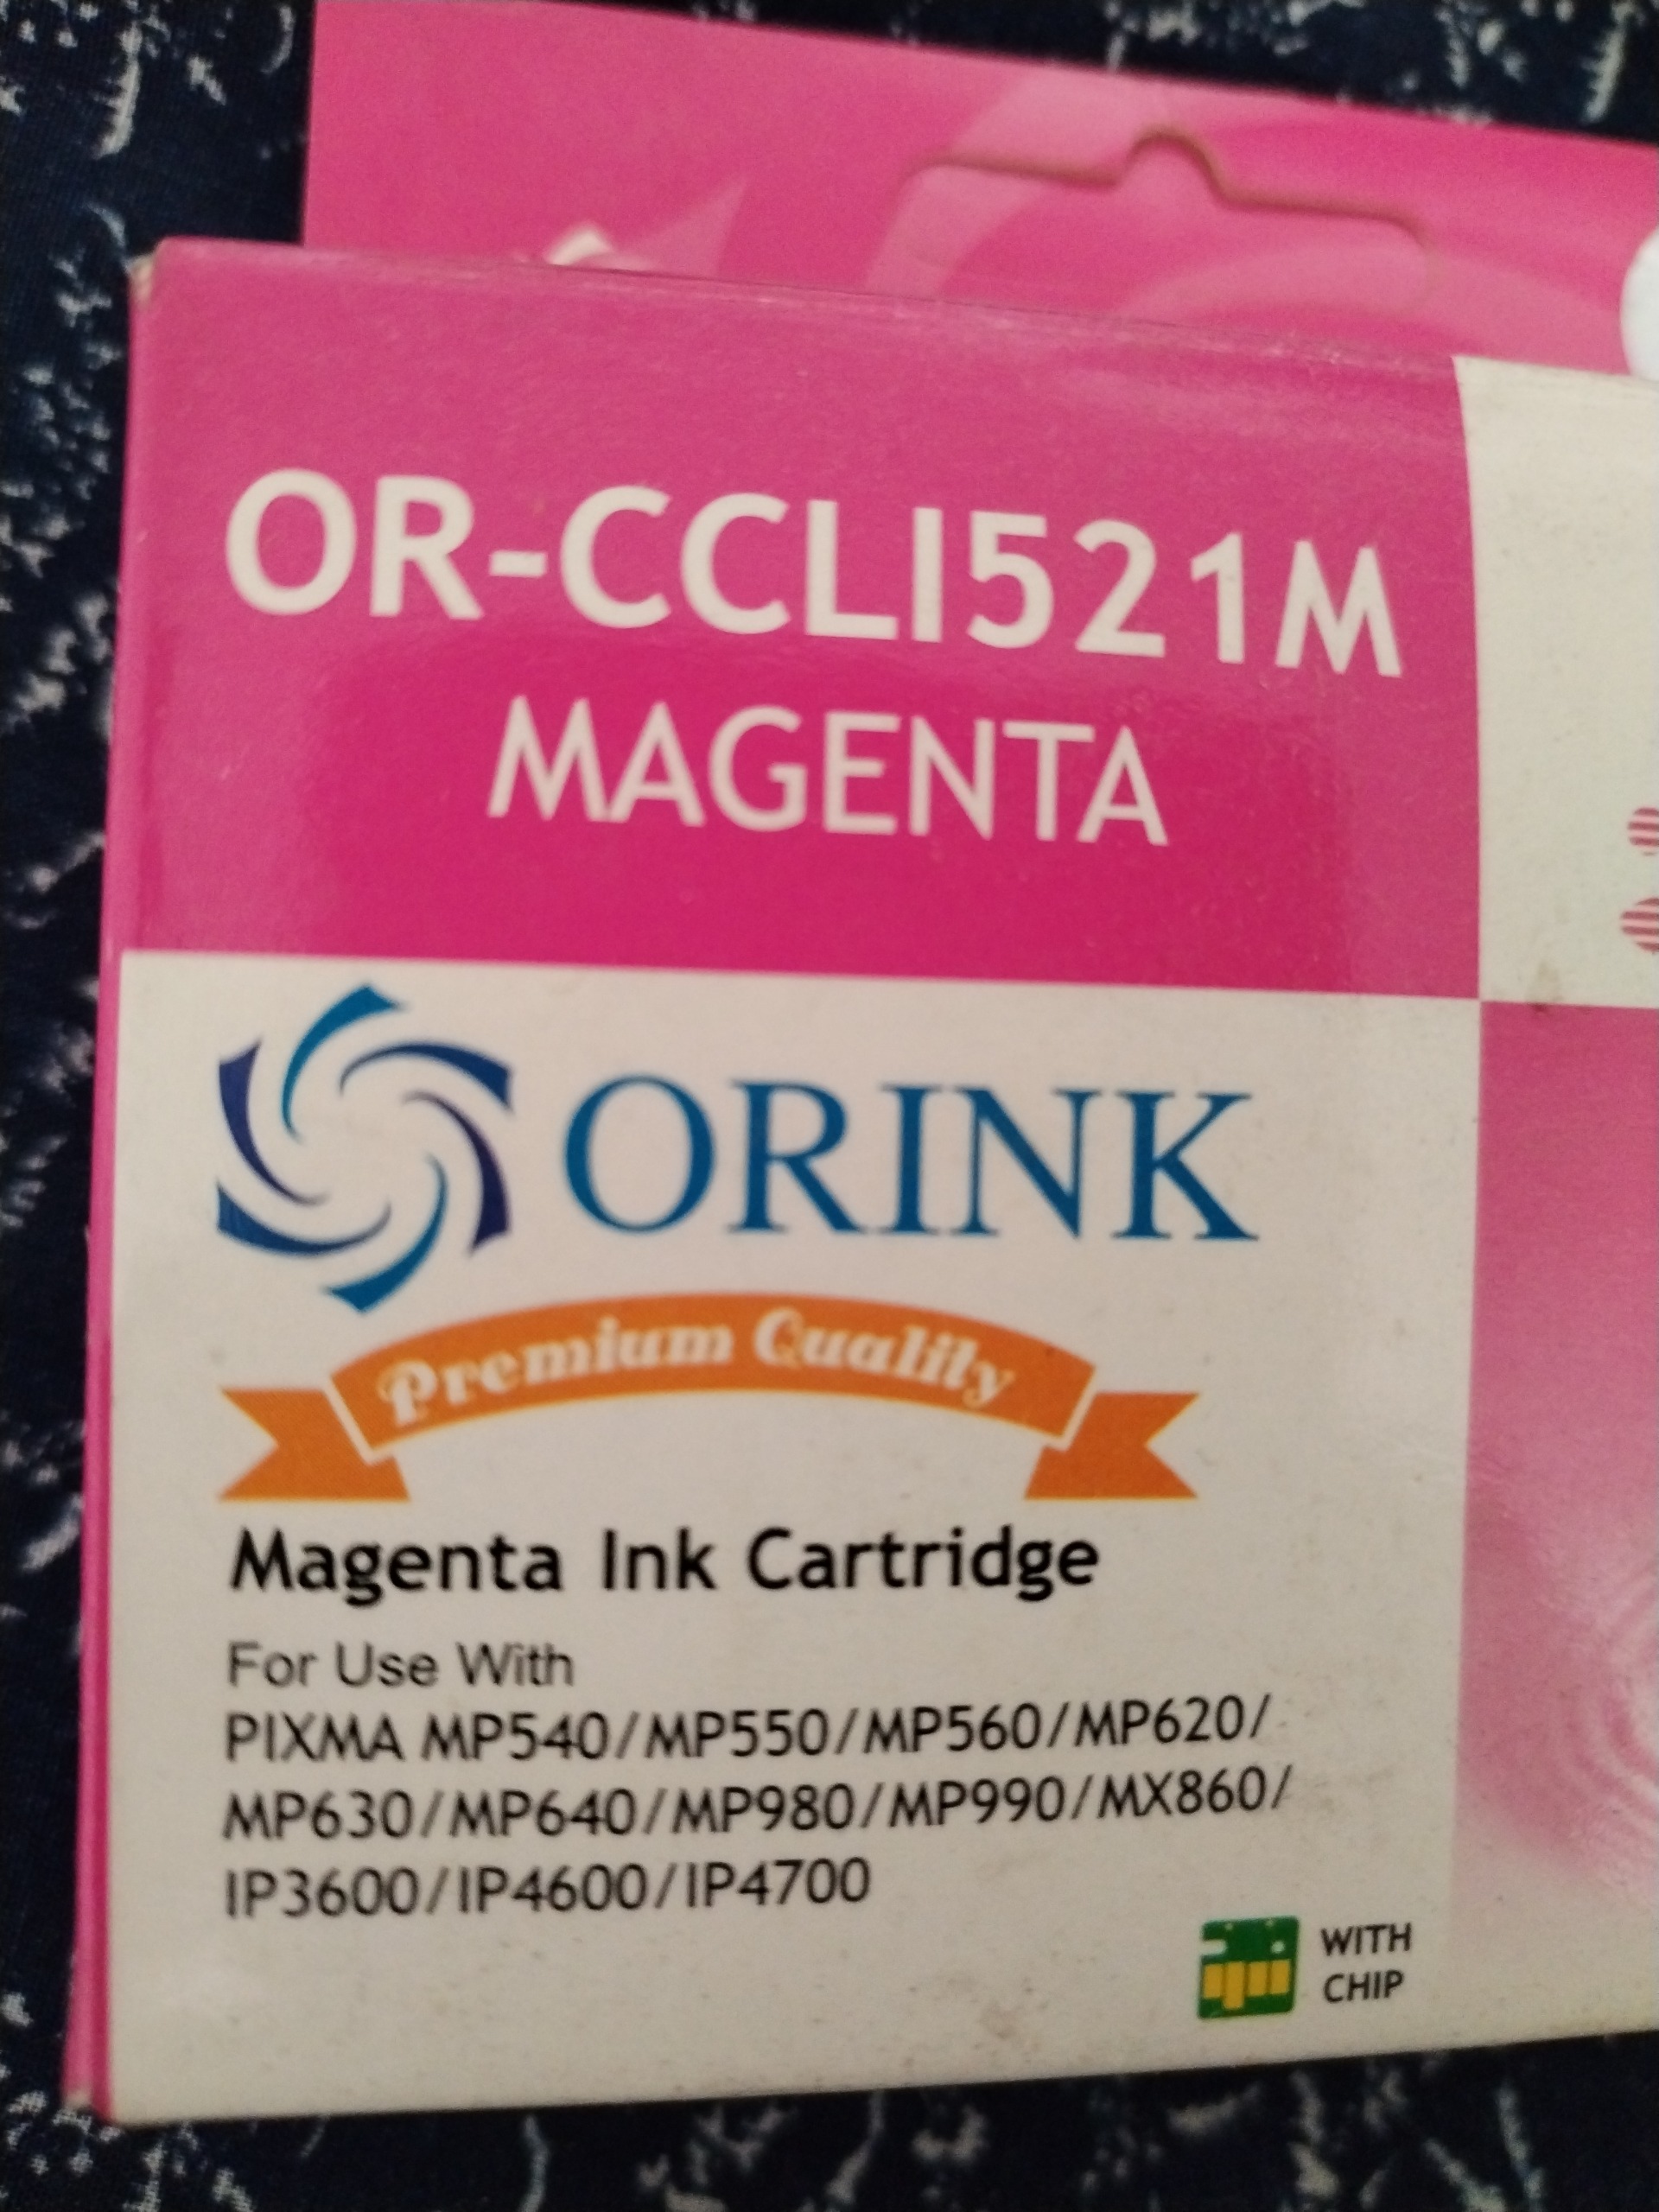 OR-CCLI521M
MAGENTA
ORINK
Premium Quality
Magenta Ink Cartridge
For Use With
PIXMA MP540/MP550/MP560/MP620/
MP630/MP640/MP980/MP990/MX860/
IP3600/IP4600/IP4700
WITH
CHIP